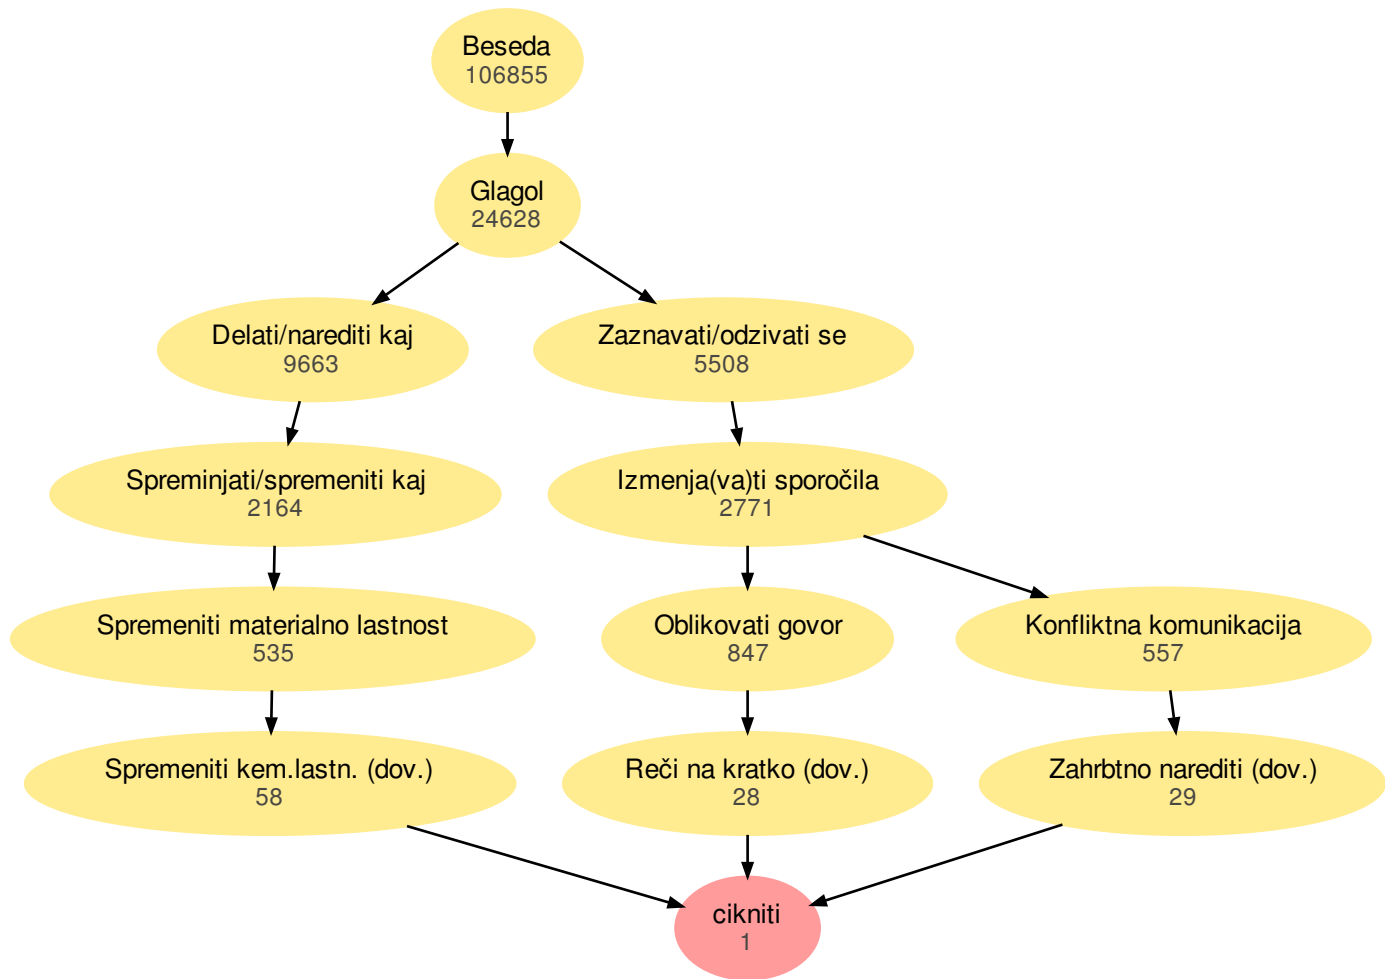 Beseda
106855
Glagol
24628
Delati/narediti kaj
9663
Zaznavati/odzivati se
5508
Spreminjati/spremeniti kaj
2164
Izmenja(va)ti sporočila
2771
Spremeniti materialno lastnost
535
Oblikovati govor
847
Konfliktna komunikacija
557
Spremeniti kem.lastn. (dov.)
58
Reči na kratko (dov.)
28
Zahrbtno narediti (dov.)
29
cikniti
1